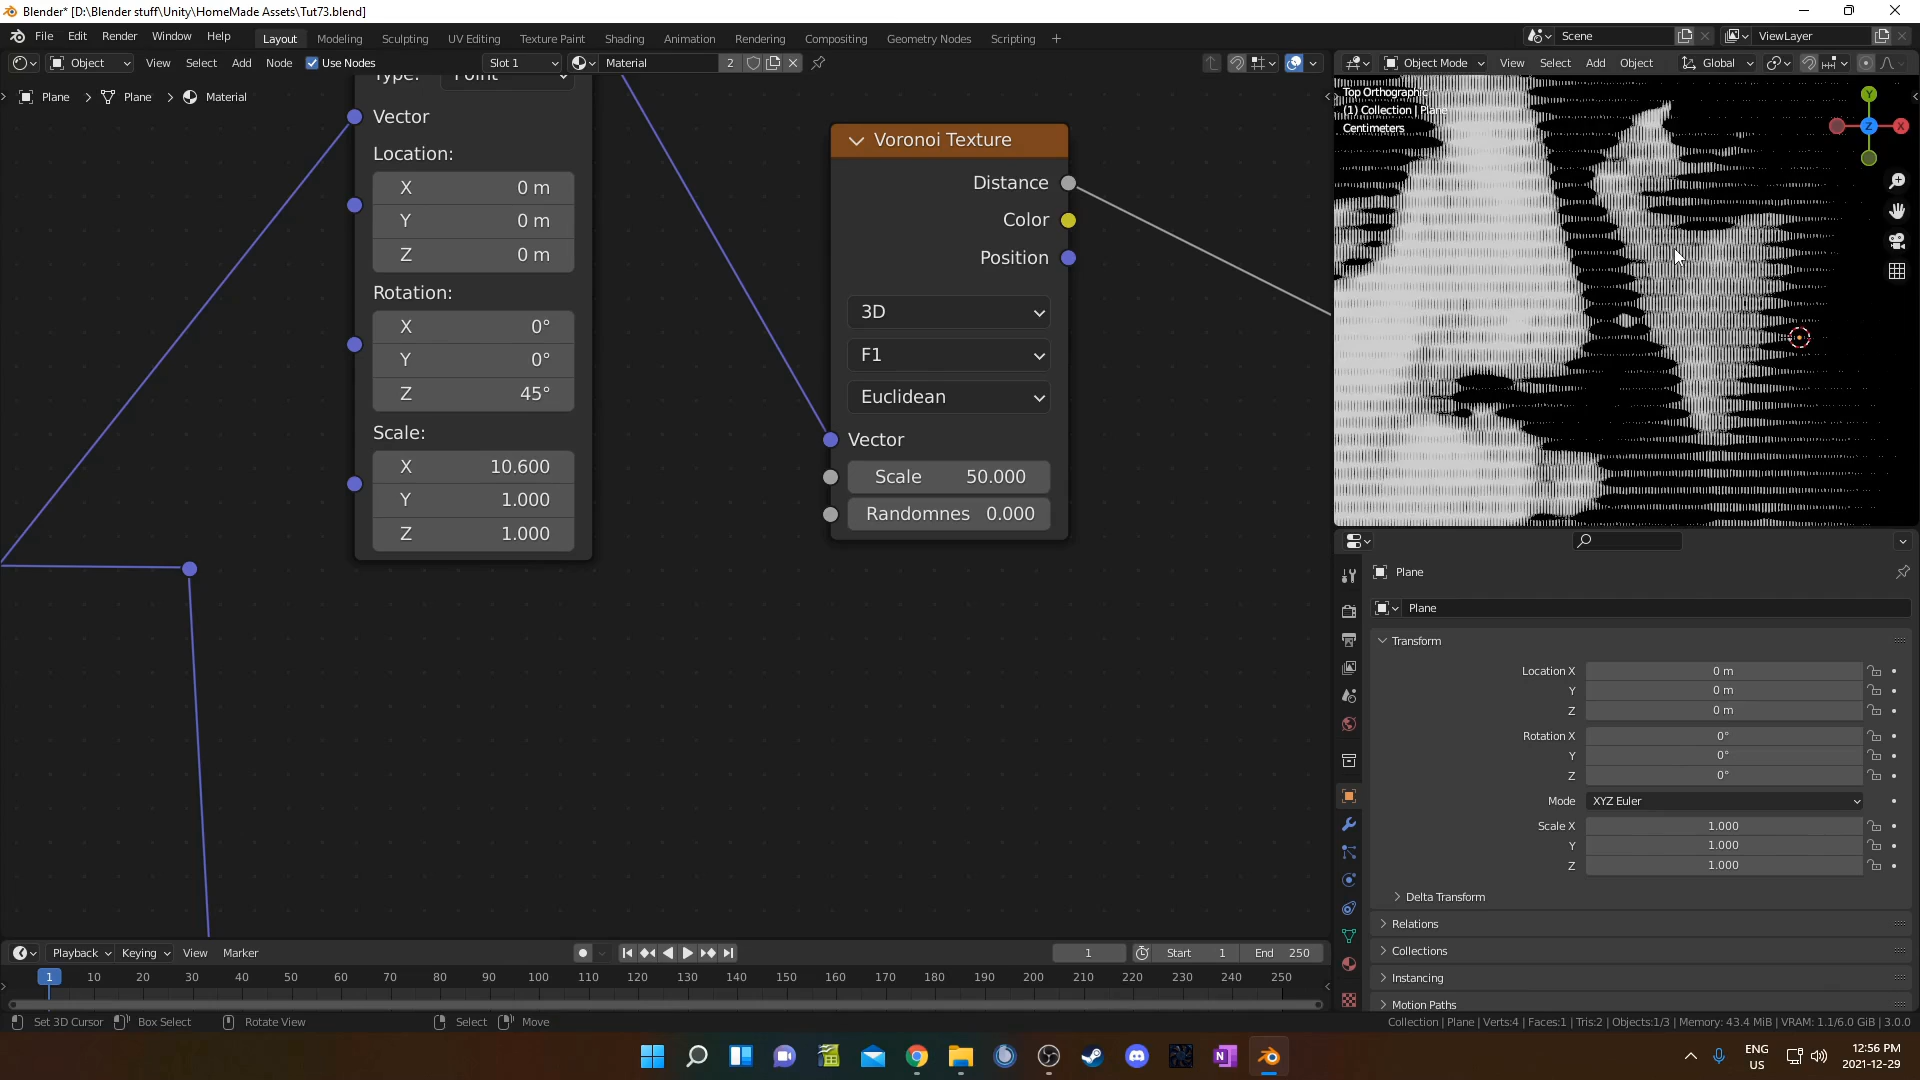 Blender* [D:\Blender stuff\Unity\HomeMade Assets\Tut73.blend]
File Edit Render Window Help Layout Modeling Sculpting UV Editing Texture Paint Shading Animation Rendering Compositing Geometry Nodes Scripting + Scene ViewLayer
Object View Select Add Node Use Nodes Slot 1 Material 2 Object Mode View Select Add Object Global
Plane > Plane > Material
Type: Point
Vector
Location:
X 0 m
Y 0 m
Z 0 m
Rotation:
X 0°
Y 0°
Z 45°
Scale:
X 10.600
Y 1.000
Z 1.000
Voronoi Texture
Distance
Color
Position
3D
F1
Euclidean
Vector
Scale 50.000
Randomnes 0.000
Top Orthographic
(1) Collection | Plane
Centimeters
Y
X
Z
Plane
Plane
Transform
Location X 0 m
Y 0 m
Z 0 m
Rotation X 0°
Y 0°
Z 0°
Mode XYZ Euler
Scale X 1.000
Y 1.000
Z 1.000
Delta Transform
Relations
Collections
Instancing
Motion Paths
Playback Keying View Marker 1 Start 1 End 250
1 10 20 30 40 50 60 70 80 90 100 110 120 130 140 150 160 170 180 190 200 210 220 230 240 250
Set 3D Cursor Box Select Rotate View Select Move Collection | Plane | Verts:4 | Faces:1 | Tris:2 | Objects:1/3 | Memory: 43.4 MiB | VRAM: 1.1/6.0 GiB | 3.0.0
ENG
US
12:56 PM
2021-12-29